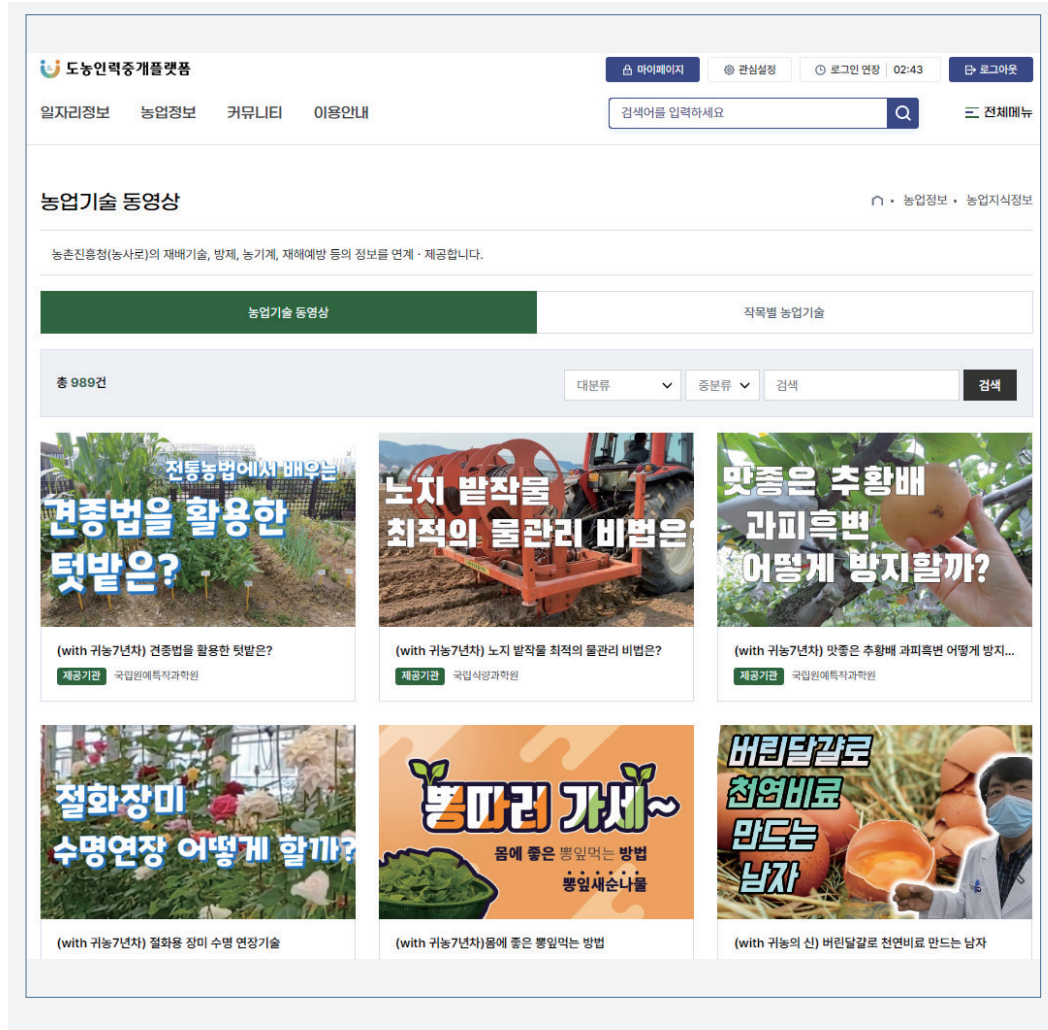 도농인력중개플랫폼
마이페이지 관심설정 로그인 연장 02:43 로그아웃
일자리정보 농업정보 커뮤니티 이용안내 검색어를 입력하세요 전체메뉴
농업기술 동영상 농업정보 • 농업지식정보
농촌진흥청(농사로)의 재배기술, 방제, 농기계, 재해예방 등의 정보를 연계 · 제공합니다.
농업기술 동영상 작목별 농업기술
총 989건 대분류 중분류 검색 검색
전통농법에서 배우는
견종법을 활용한
텃밭은?
노지 밭작물
최적의 물관리 비법은?
맛좋은 추황배
과피흑변
어떻게 방지할까?
(with 귀농7년차) 견종법을 활용한 텃밭은?
제공기관 국립원예특작과학원
(with 귀농7년차) 노지 밭작물 최적의 물관리 비법은?
제공기관 국립식량과학원
(with 귀농7년차) 맛좋은 추황배 과피흑변 어떻게 방지...
제공기관 국립원예특작과학원
절화장미
수명연장 어떻게 할까?
뽕따러 가세~
몸에 좋은 뽕잎먹는 방법
뽕잎새순나물
버린달걀로
천연비료
만드는
남자
(with 귀농7년차) 절화용 장미 수명 연장기술
(with 귀농7년차)몸에 좋은 뽕잎먹는 방법
(with 귀농의 신) 버린달걀로 천연비료 만드는 남자